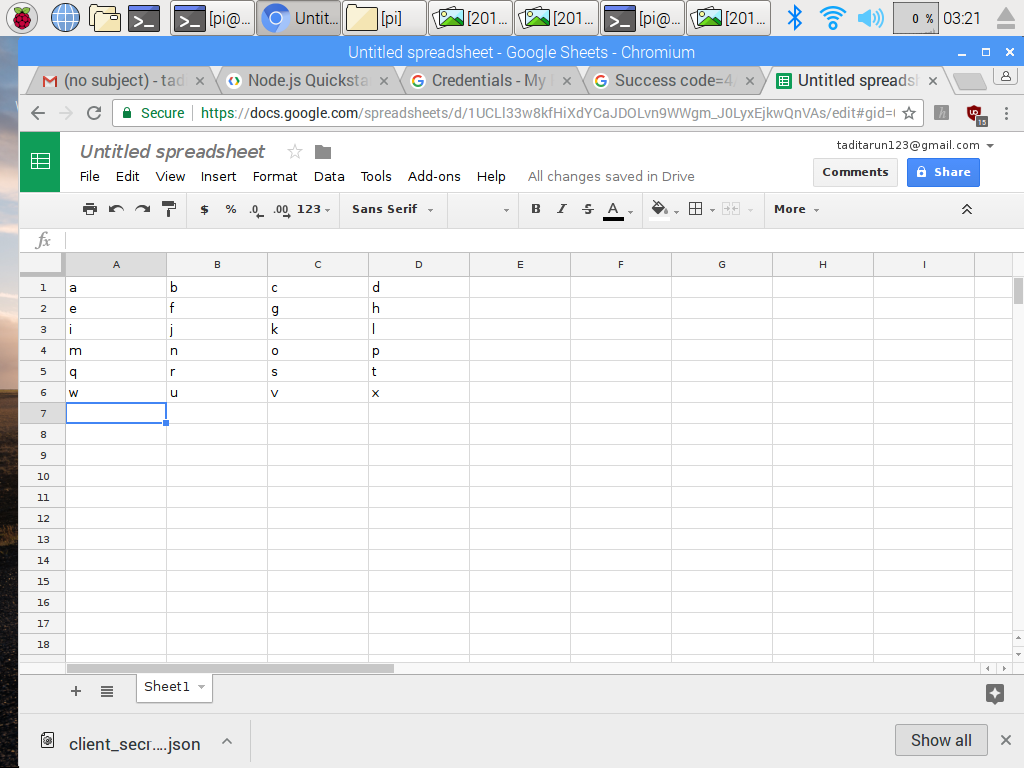 [pi@... Untit... [pi] [201... [201... [pi@... [201... 0 % 03:21
Untitled spreadsheet - Google Sheets - Chromium
(no subject) - tad Node.js Quicksta Credentials - My Success code=4 Untitled spreads
Secure https://docs.google.com/spreadsheets/d/1UCLl33w8kfHiXdYCaJDOLvn9WWgm_J0LyxEjkwQnVAs/edit#gid= 15
Untitled spreadsheet taditarun123@gmail.com
File Edit View Insert Format Data Tools Add-ons Help All changes saved in Drive Comments Share
$ % .0 .00 123 Sans Serif B I S A More
fx
A B C D E F G H I
1 a b c d
2 e f g h
3 i j k l
4 m n o p
5 q r s t
6 w u v x
7
8
9
10
11
12
13
14
15
16
17
18
+ Sheet1
client_secr....json Show all